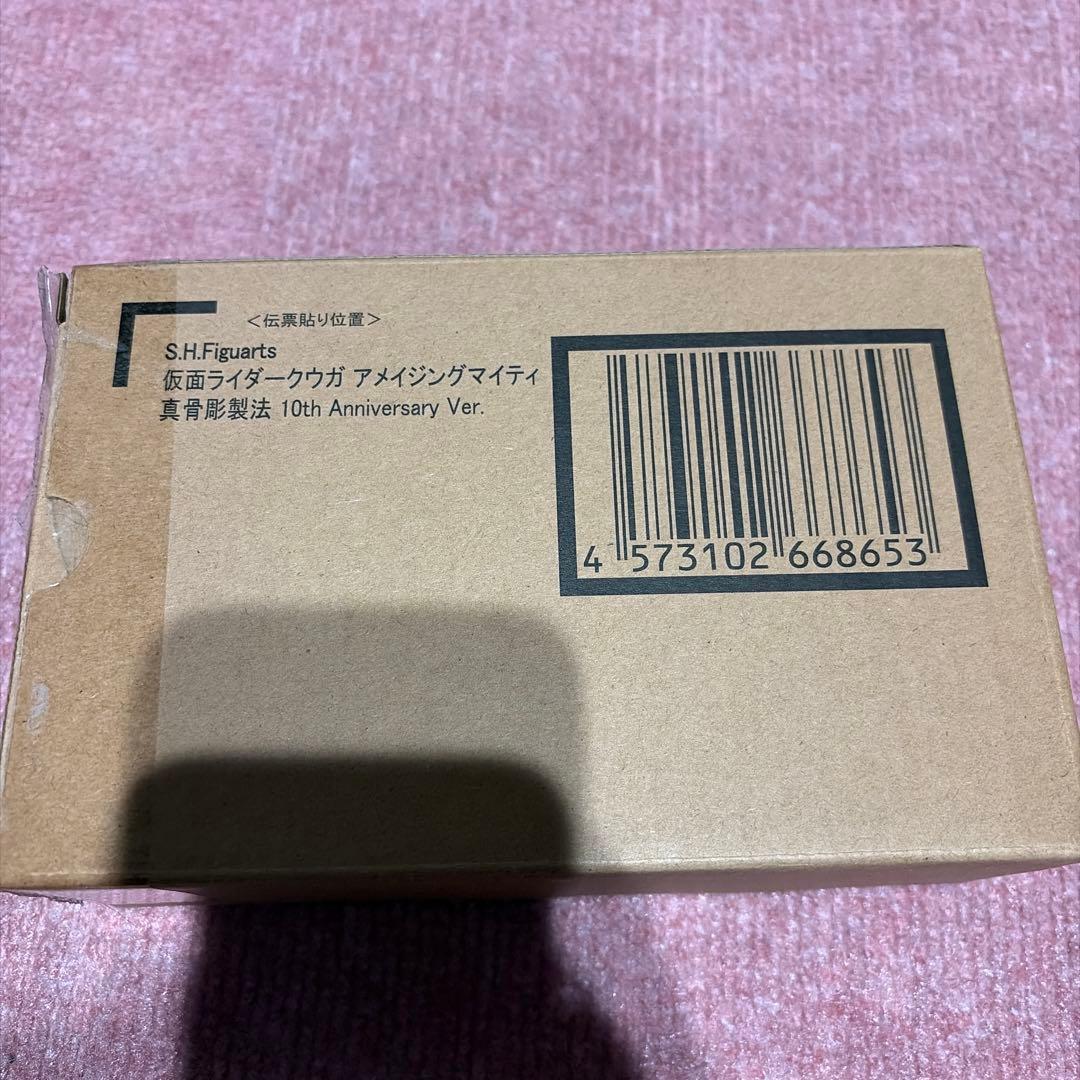 ＜伝票貼り位置＞
S.H.Figuarts
仮面ライダークウガ アメイジングマイティ
真骨彫製法 10th Anniversary Ver.
4 573102 668653